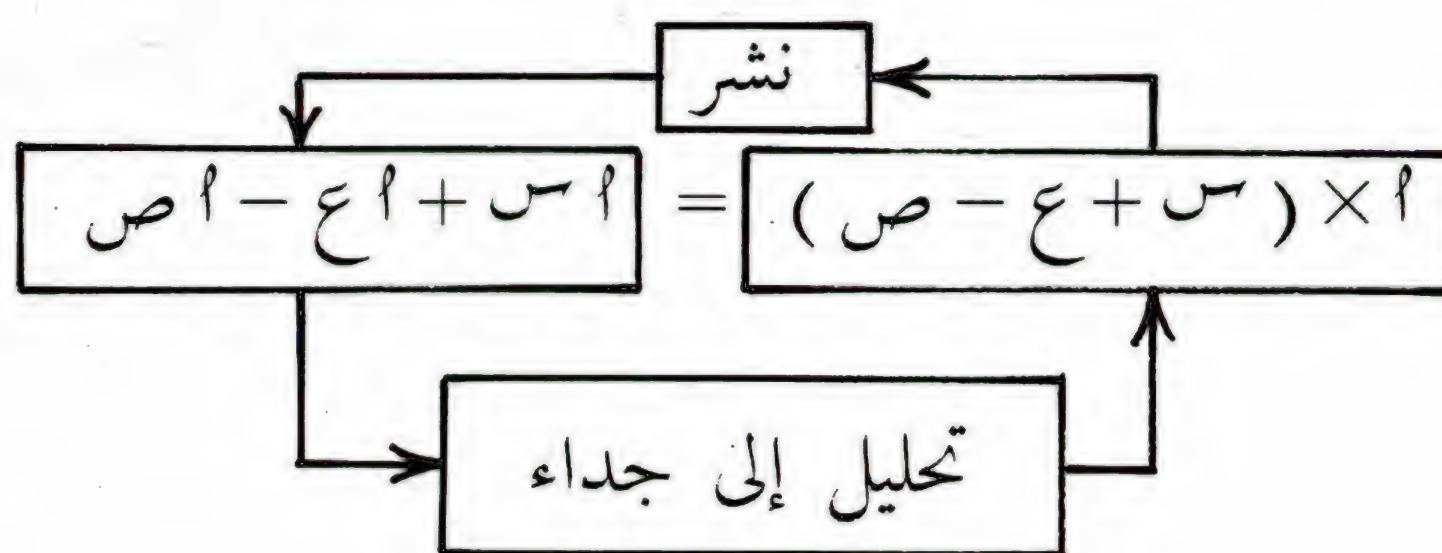 نشر
ا × ( س + ع − ص ) = ا س + ا ع − ا ص
تحليل إلى جداء